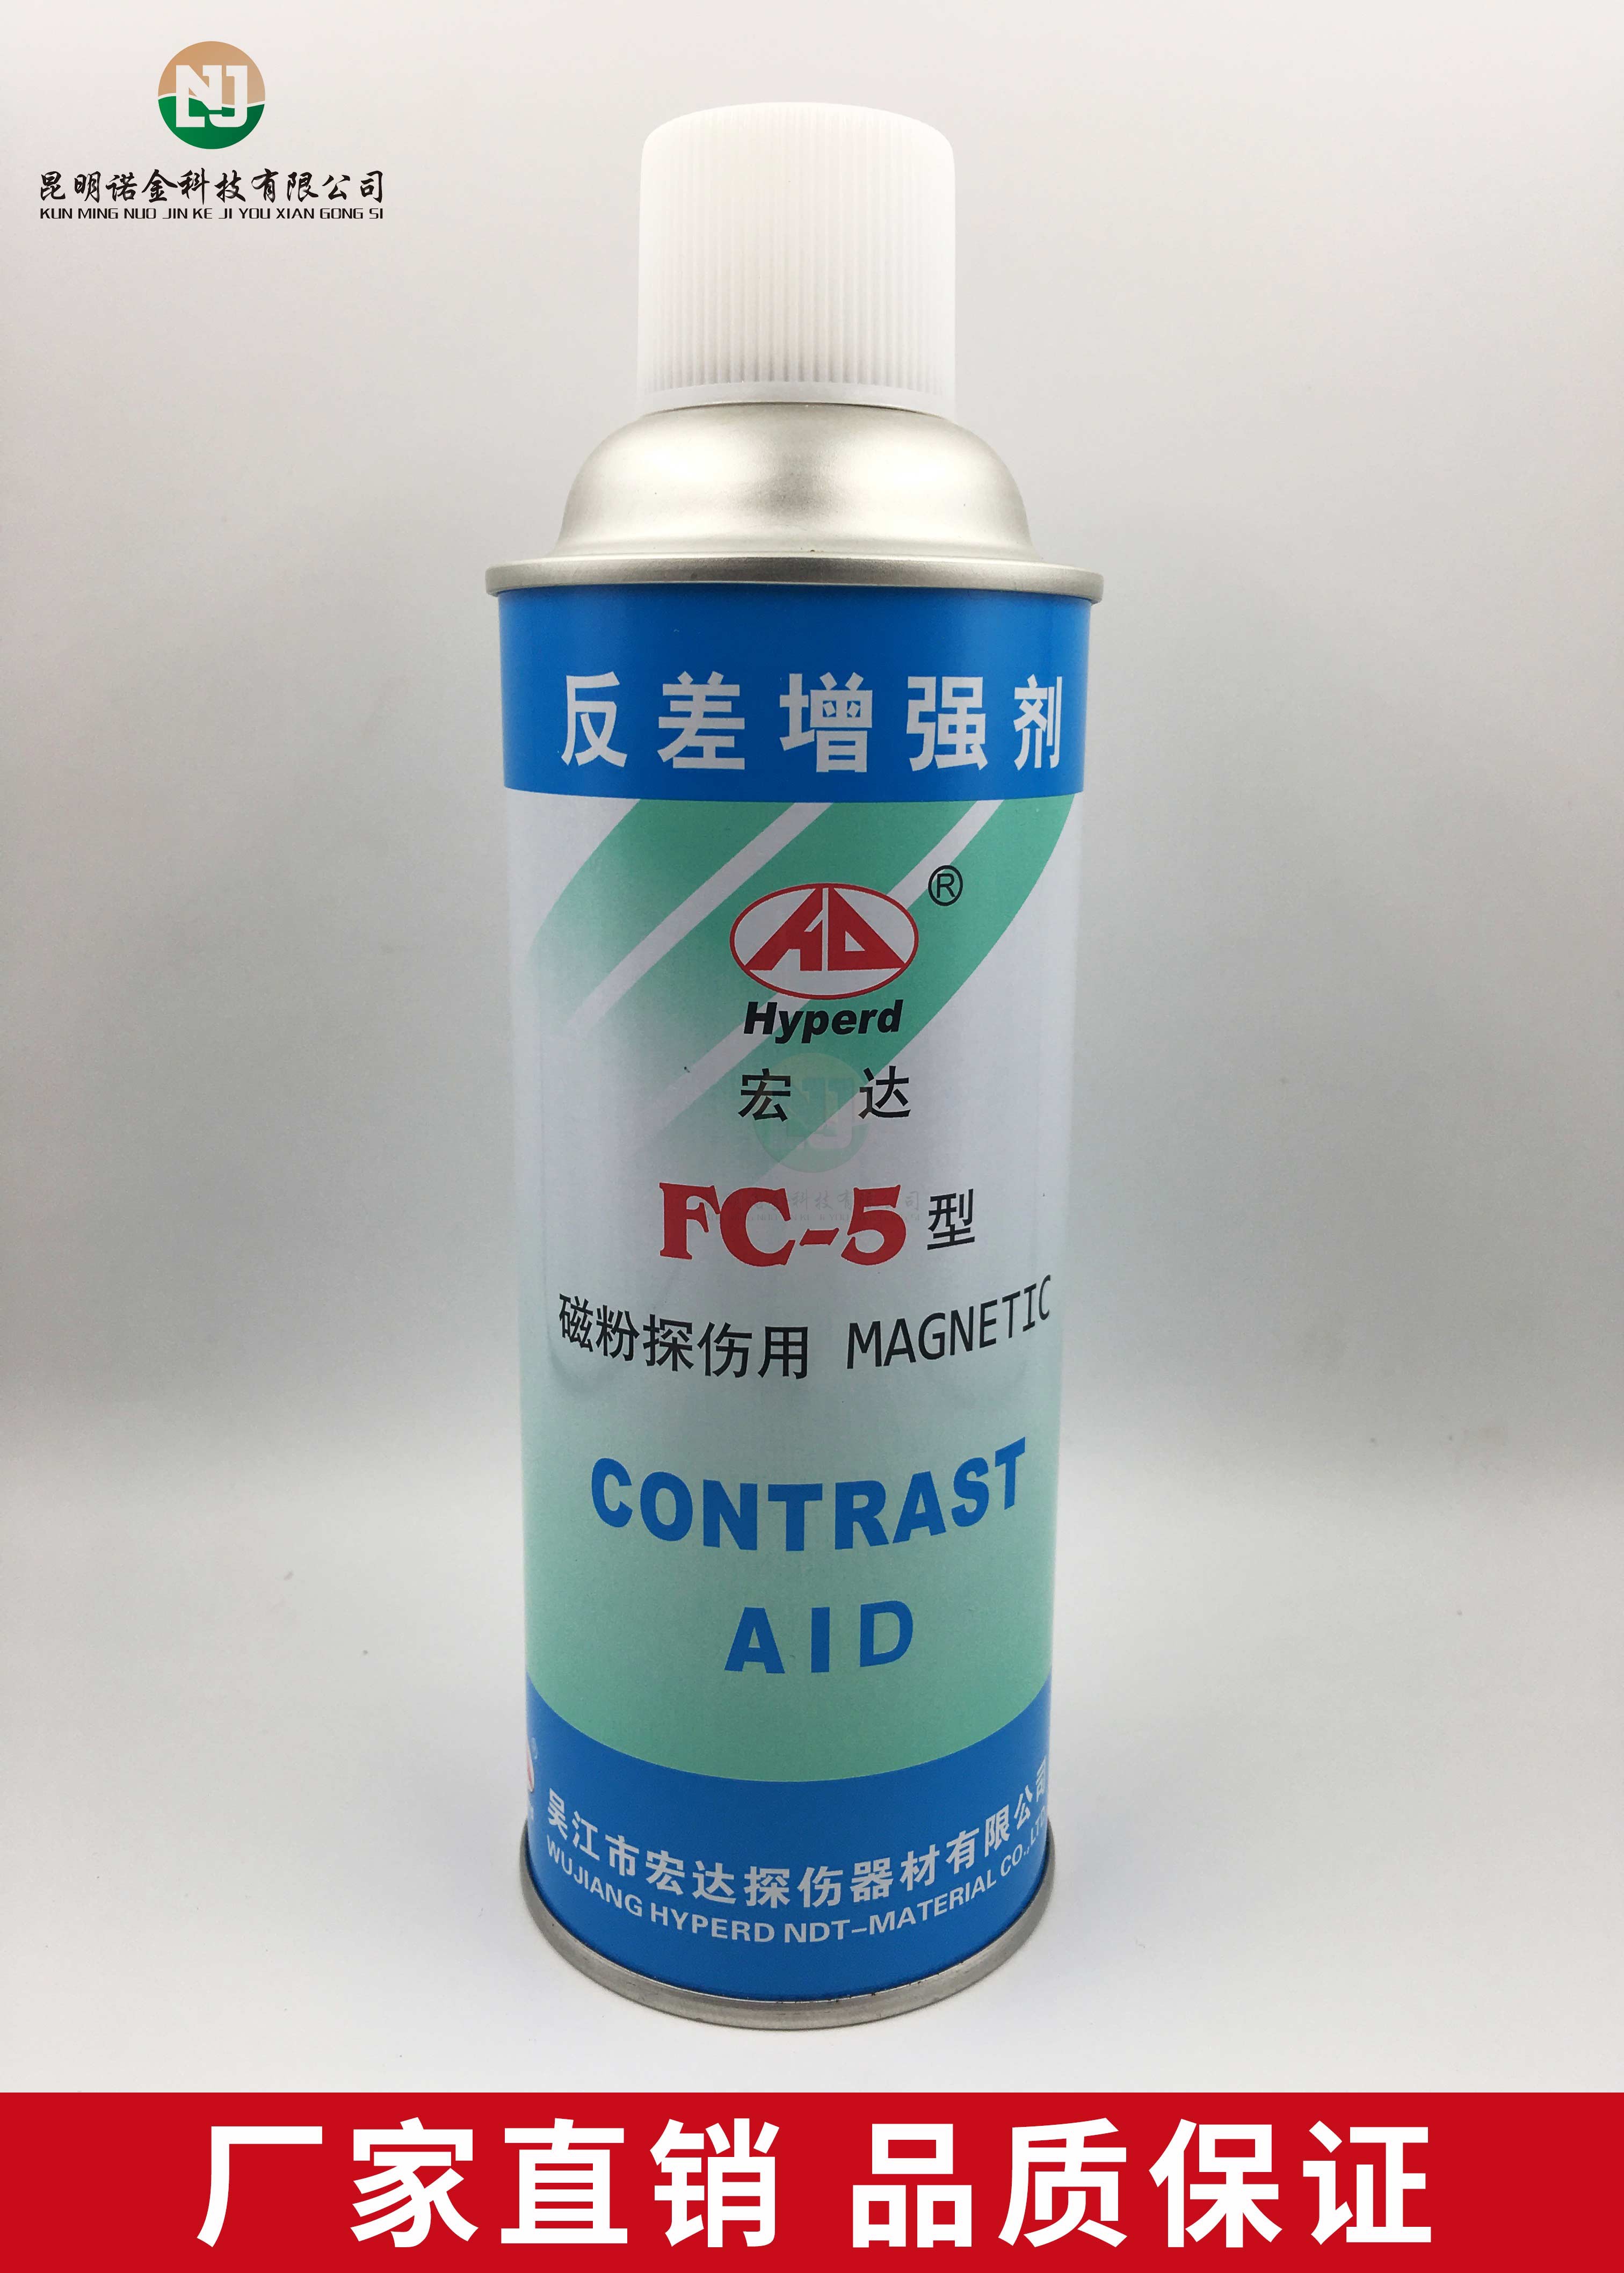 NJ
昆明诺金科技有限公司
KUN MING NUO JIN KE JI YOU XIAN GONG SI
反差增强剂
HD ®
Hyperd
宏 达
FC-5型
磁粉探伤用 MAGNETIC
CONTRAST
AID
吴江市宏达探伤器材有限公司
WUJIANG HYPERD NDT-MATERIAL CO.,LTD
厂家直销 品质保证